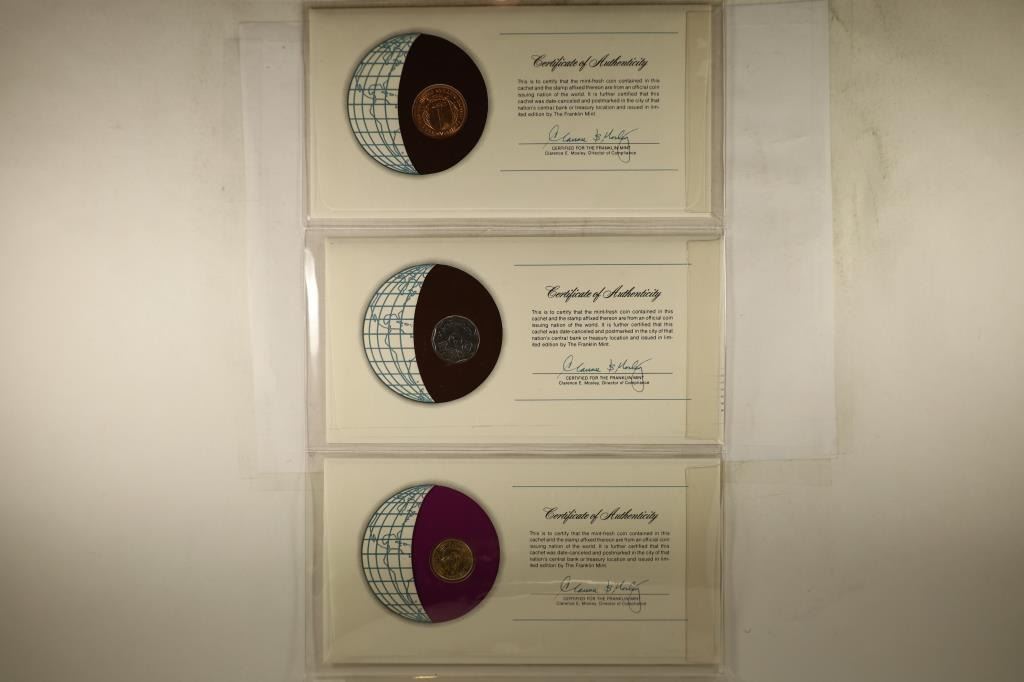 Certificate of Authenticity
This is to certify that the mint-fresh coin contained in this
cachet and the stamp affixed thereon are from an official coin
issuing nation of the world. It is further certified that this
cachet was date-canceled and postmarked in the city of that
nation's central bank or treasury location and issued in lim-
ited edition by The Franklin Mint.
CERTIFIED FOR THE FRANKLIN MINT
Clarence E. Mosley, Director of Compliance
Certificate of Authenticity
This is to certify that the mint-fresh coin contained in this
cachet and the stamp affixed thereon are from an official coin
issuing nation of the world. It is further certified that this
cachet was date-canceled and postmarked in the city of that
nation's central bank or treasury location and issued in lim-
ited edition by The Franklin Mint.
CERTIFIED FOR THE FRANKLIN MINT
Clarence E. Mosley, Director of Compliance
Certificate of Authenticity
This is to certify that the mint-fresh coin contained in this
cachet and the stamp affixed thereon are from an official coin
issuing nation of the world. It is further certified that this
cachet was date-canceled and postmarked in the city of that
nation's central bank or treasury location and issued in lim-
ited edition by The Franklin Mint.
CERTIFIED FOR THE FRANKLIN MINT
Clarence E. Mosley, Director of Compliance